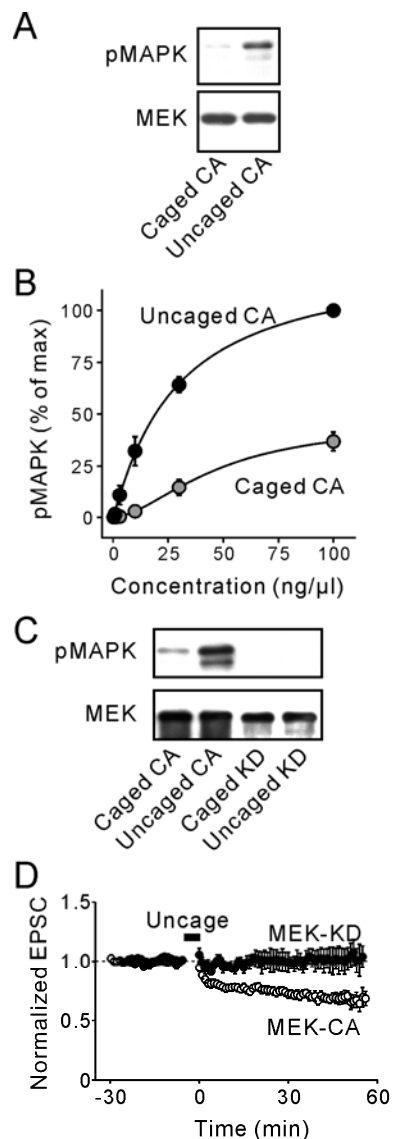 A
pMAPK
MEK
Caged CA
Uncaged CA
B
pMAPK (% of max)
100
75
50
25
0
Uncaged CA
Caged CA
0 25 50 75 100
Concentration (ng/µl)
C
pMAPK
MEK
Caged CA
Uncaged CA
Caged KD
Uncaged KD
D
Normalized EPSC
1.5
1.0
0.5
0
Uncage
MEK-KD
MEK-CA
-30 0 30 60
Time (min)